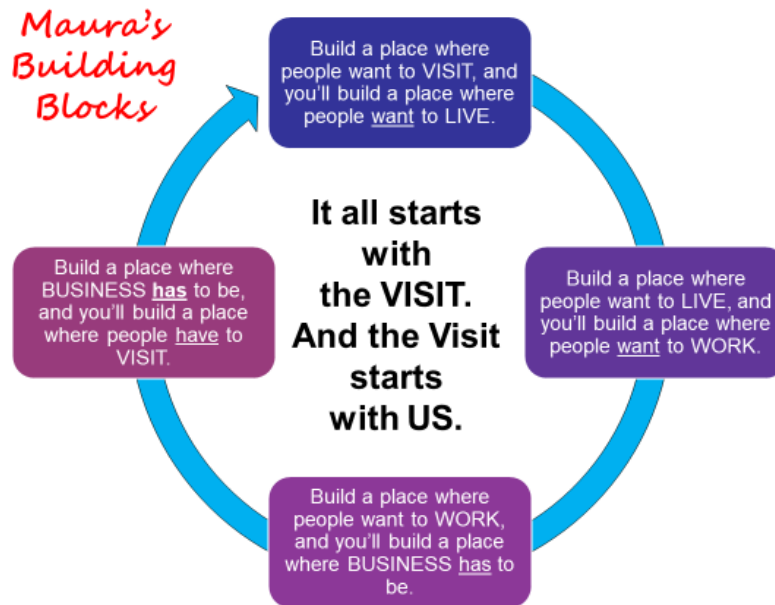 Maura's
Building
Blocks
Build a place where
people want to VISIT, and
you'll build a place where
people want to LIVE.
Build a place where
people want to LIVE, and
you'll build a place where
people want to WORK.
Build a place where
people want to WORK,
and you'll build a place
where BUSINESS has to
be.
Build a place where
BUSINESS has to be,
and you'll build a place
where people have to
VISIT.
It all starts
with
the VISIT.
And the Visit
starts
with US.